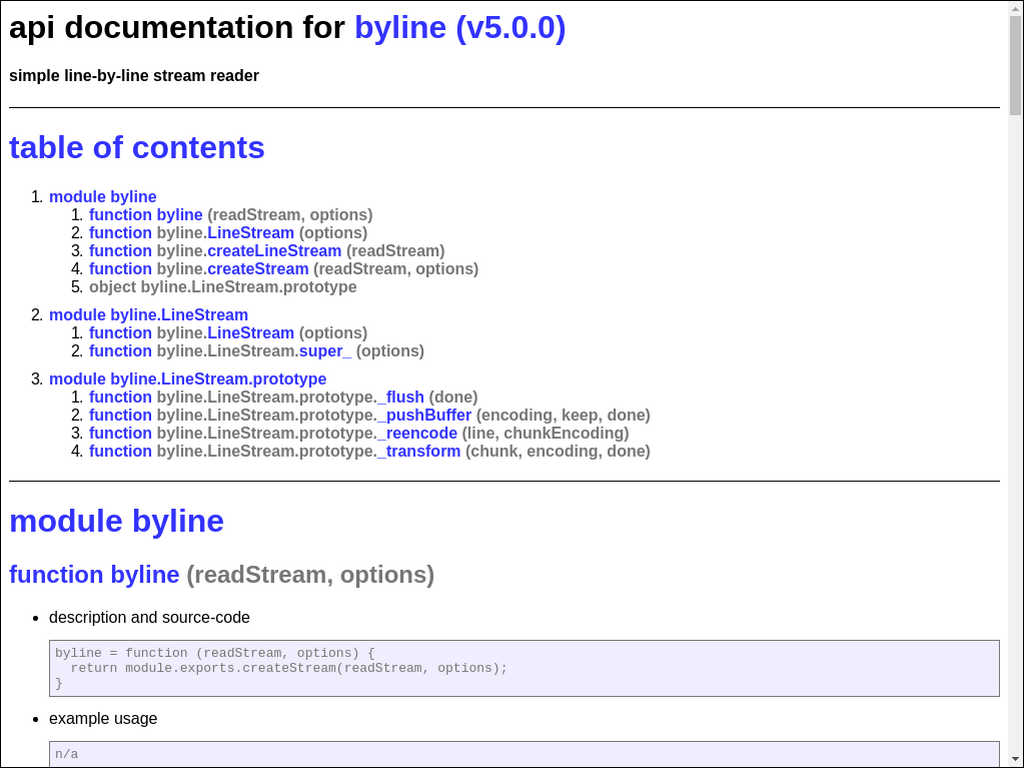 api documentation for byline (v5.0.0)
simple line-by-line stream reader
table of contents
1. module byline
1. function byline (readStream, options)
2. function byline.LineStream (options)
3. function byline.createLineStream (readStream)
4. function byline.createStream (readStream, options)
5. object byline.LineStream.prototype
2. module byline.LineStream
1. function byline.LineStream (options)
2. function byline.LineStream.super_ (options)
3. module byline.LineStream.prototype
1. function byline.LineStream.prototype._flush (done)
2. function byline.LineStream.prototype._pushBuffer (encoding, keep, done)
3. function byline.LineStream.prototype._reencode (line, chunkEncoding)
4. function byline.LineStream.prototype._transform (chunk, encoding, done)
module byline
function byline (readStream, options)
• description and source-code
byline = function (readStream, options) {
  return module.exports.createStream(readStream, options);
}
• example usage
n/a